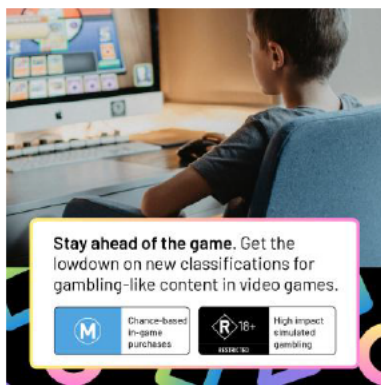 Stay ahead of the game. Get the
lowdown on new classifications for
gambling-like content in video games.
M
Chance-based
in-game
purchases
R 18+
RESTRICTED
High impact
simulated
gambling